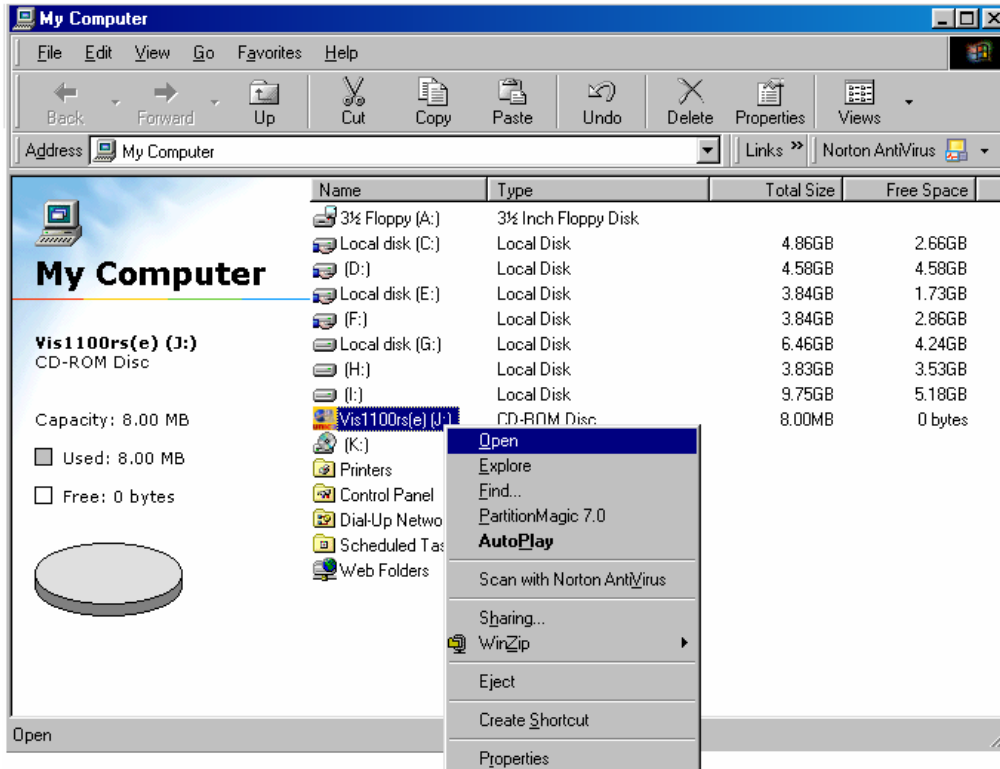 My Computer
File Edit View Go Favorites Help
Back Forward Up Cut Copy Paste Undo Delete Properties Views
Address My Computer Links » Norton AntiVirus
Name Type Total Size Free Space
3½ Floppy (A:) 3½ Inch Floppy Disk
Local disk (C:) Local Disk 4.86GB 2.66GB
(D:) Local Disk 4.58GB 4.58GB
Local disk (E:) Local Disk 3.84GB 1.73GB
(F:) Local Disk 3.84GB 2.86GB
Local disk (G:) Local Disk 6.46GB 4.24GB
(H:) Local Disk 3.83GB 3.53GB
(I:) Local Disk 9.75GB 5.18GB
Vis1100rs(e) (J:) CD-ROM Disc 8.00MB 0 bytes
(K:)
Printers
Control Panel
Dial-Up Netwo
Scheduled Tas
Web Folders
My Computer
Vis1100rs(e) (J:)
CD-ROM Disc
Capacity: 8.00 MB
Used: 8.00 MB
Free: 0 bytes
Open
Explore
Find...
PartitionMagic 7.0
AutoPlay
Scan with Norton AntiVirus
Sharing...
WinZip
Eject
Create Shortcut
Properties
Open